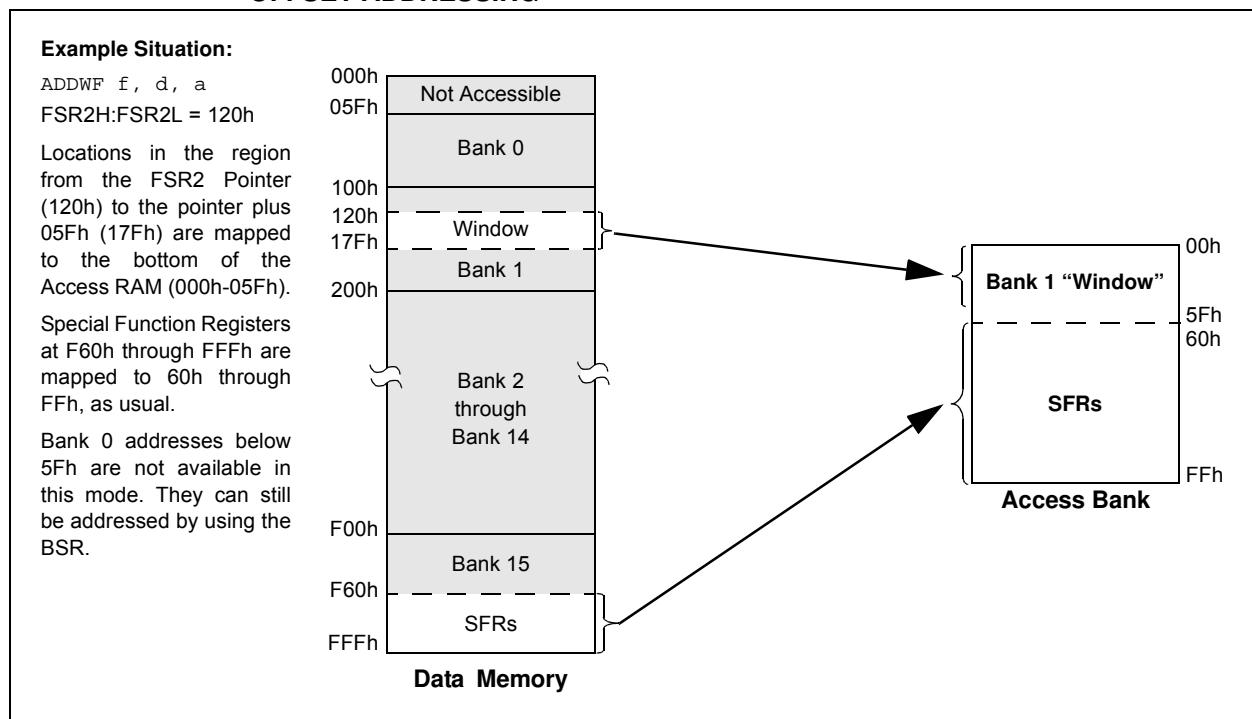 Example Situation:
ADDWF f, d, a
FSR2H:FSR2L = 120h
Locations in the region
from the FSR2 Pointer
(120h) to the pointer plus
05Fh (17Fh) are mapped
to the bottom of the
Access RAM (000h-05Fh).
Special Function Registers
at F60h through FFFh are
mapped to 60h through
FFh, as usual.
Bank 0 addresses below
5Fh are not available in
this mode. They can still
be addressed by using the
BSR.
000h
Not Accessible
05Fh
Bank 0
100h
120h
Window
17Fh
Bank 1
200h
Bank 2
through
Bank 14
F00h
Bank 15
F60h
SFRs
FFFh
Data Memory
00h
Bank 1 “Window”
5Fh
60h
SFRs
FFh
Access Bank